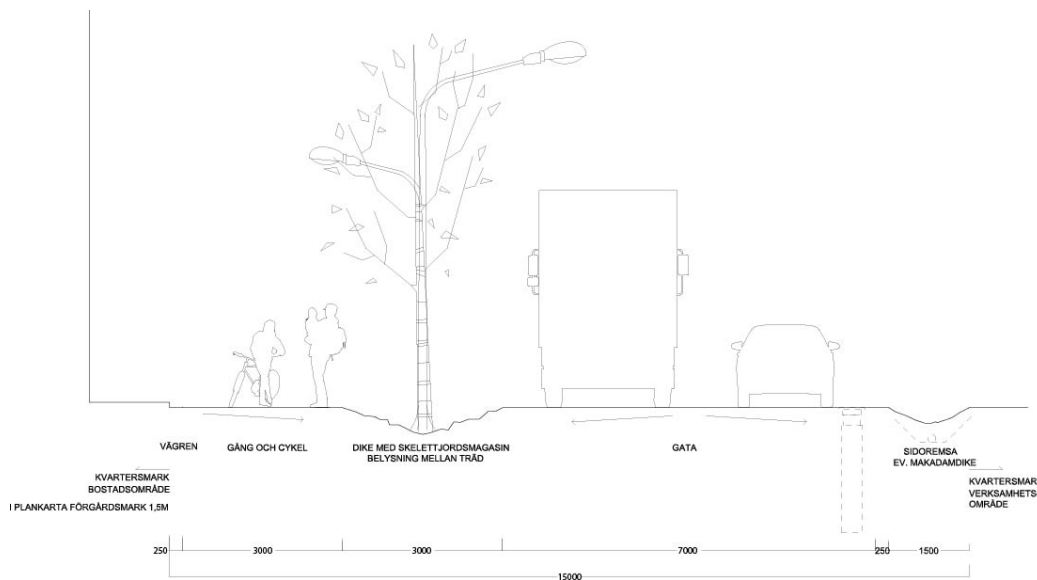 VÄGREN
GÅNG OCH CYKEL
DIKE MED SKELETTJORDSMAGASIN
BELYSNING MELLAN TRÄD
GATA
SIDOREMSA
EV. MAKADAMDIKE
KVARTERSMARK
BOSTADSOMRÅDE
I PLANKARTA FÖRGÅRDSMARK 1,5M
KVARTERSMAR
VERKSAMHETS
OMRÅDE
250 3000 3000 7000 250 1500
15000